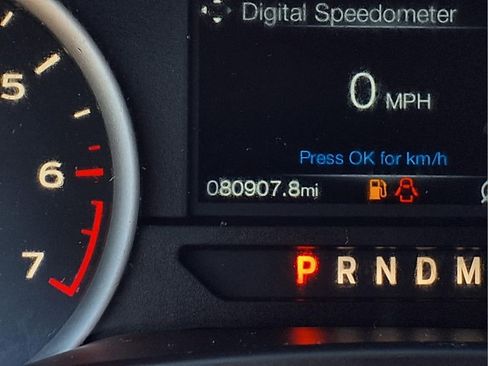 Digital Speedometer
5
0 MPH
6
Press OK for km/h
080907.8mi
7
P R N D M